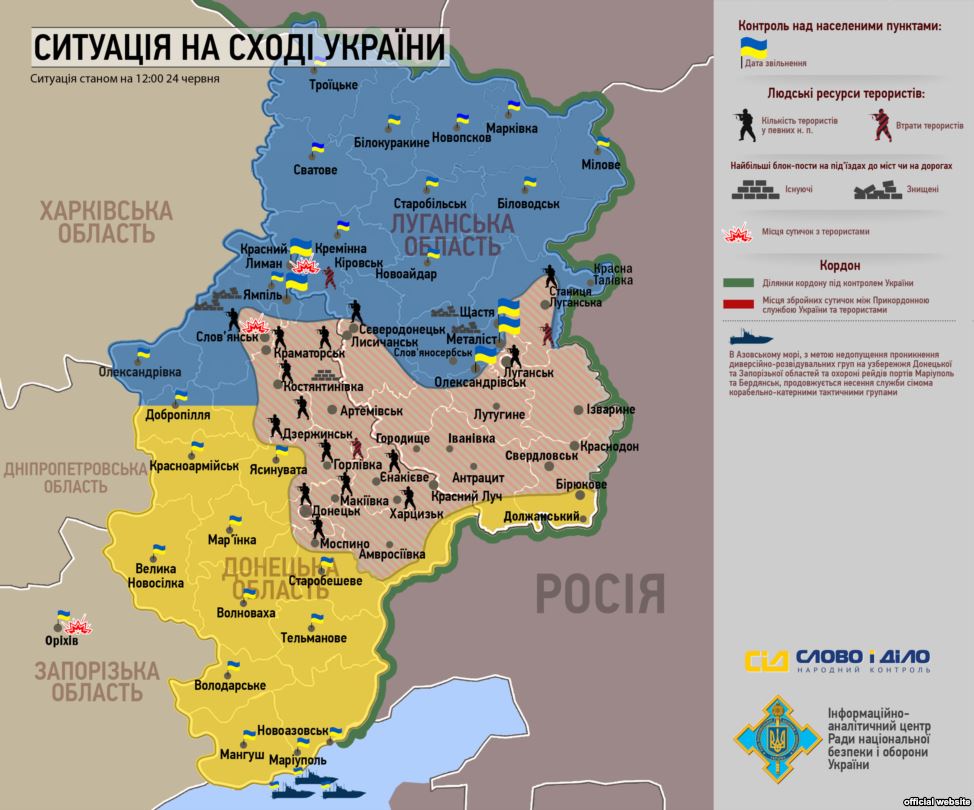 СИТУАЦІЯ НА СХОДІ УКРАЇНИ
Ситуація станом на 12:00 24 червня
Троїцьке
Білокуракине
Новопсков
Марківка
Сватове
Мілове
Старобільськ
Біловодськ
ХАРКІВСЬКА
ОБЛАСТЬ
ЛУГАНСЬКА
ОБЛАСТЬ
Красний
Лиман
Кремінна
Кіровськ
Новоайдар
Красна
Талівка
Ямпіль
Станиця
Луганська
Щастя
Слов'янськ
Северодонецьк
Лисичанськ
Металіст
Краматорськ
Слов'яносербськ
Луганськ
Олександрівка
Костянтинівка
Олександрівськ
Добропілля
Артемівськ
Лутугине
Ізварине
Дзержинськ
Городище
Іванівка
Краснодон
Красноармійськ
Ясинувата
Горлівка
Свердловськ
ДНІПРОПЕТРОВСЬКА
ОБЛАСТЬ
Єнакієве
Антрацит
Бірюкове
Макіївка
Красний Луч
Донецьк
Харцизьк
Должанський
Мар'їнка
Моспино
Амвросіївка
Велика
Новосілка
ДОНЕЦЬКА
ОБЛАСТЬ
Старобешеве
РОСІЯ
Волноваха
Тельманове
Оріхів
ЗАПОРІЗЬКА
ОБЛАСТЬ
Володарське
Новоазовськ
Мангуш
Маріуполь
Контроль над населеними пунктами:
Дата звільнення
Людські ресурси терористів:
Кількість терористів
у певних н. п.
Втрати терористів
Найбільші блок-пости на під'їздах до міст чи на дорогах
Існуючі
Знищені
Місця сутичок з терористами
Кордон
Ділянки кордону під контролем України
Місця збройних сутичок між Прикордонною
службою України та терористами
В Азовському морі, з метою недопущення проникнення
диверсійно-розвідувальних груп на узбережя Донецької
та Запорізької областей та охороні рейдів портів Маріуполь
та Бердянськ, продовжується несення служби сімома
корабельно-катерними тактичними групами
СІД СЛОВО І ДІЛО
НАРОДНИЙ КОНТРОЛЬ
Інформаційно-
аналітичний центр
Ради національної
безпеки і оборони
України
official website